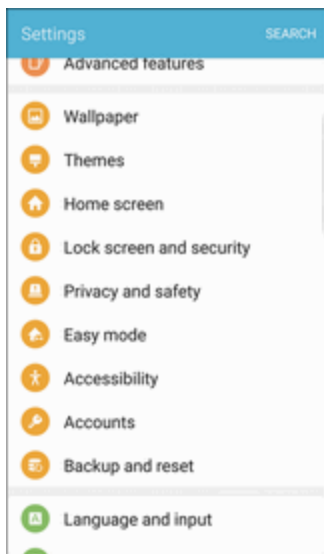 Settings
SEARCH
Advanced features
Wallpaper
Themes
Home screen
Lock screen and security
Privacy and safety
Easy mode
Accessibility
Accounts
Backup and reset
A
Language and input